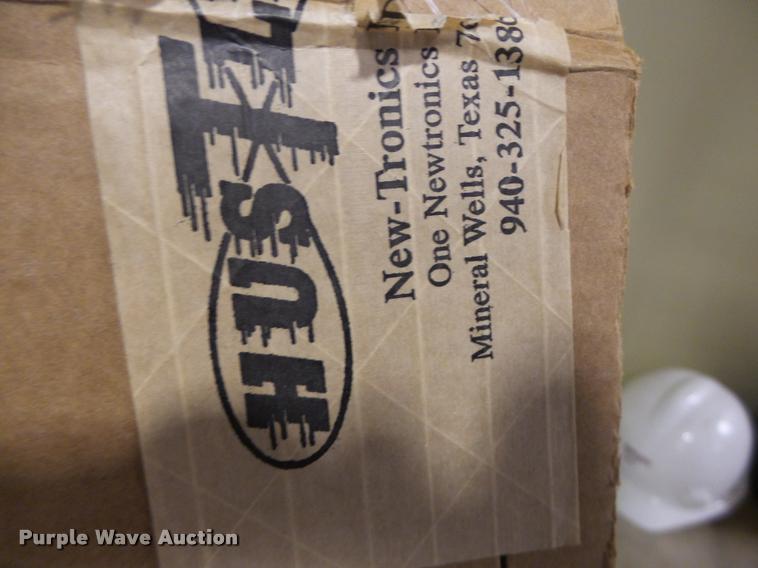 HUS
New-Tronics
One Newtronics
Mineral Wells, Texas
940-325-138
Purple Wave Auction